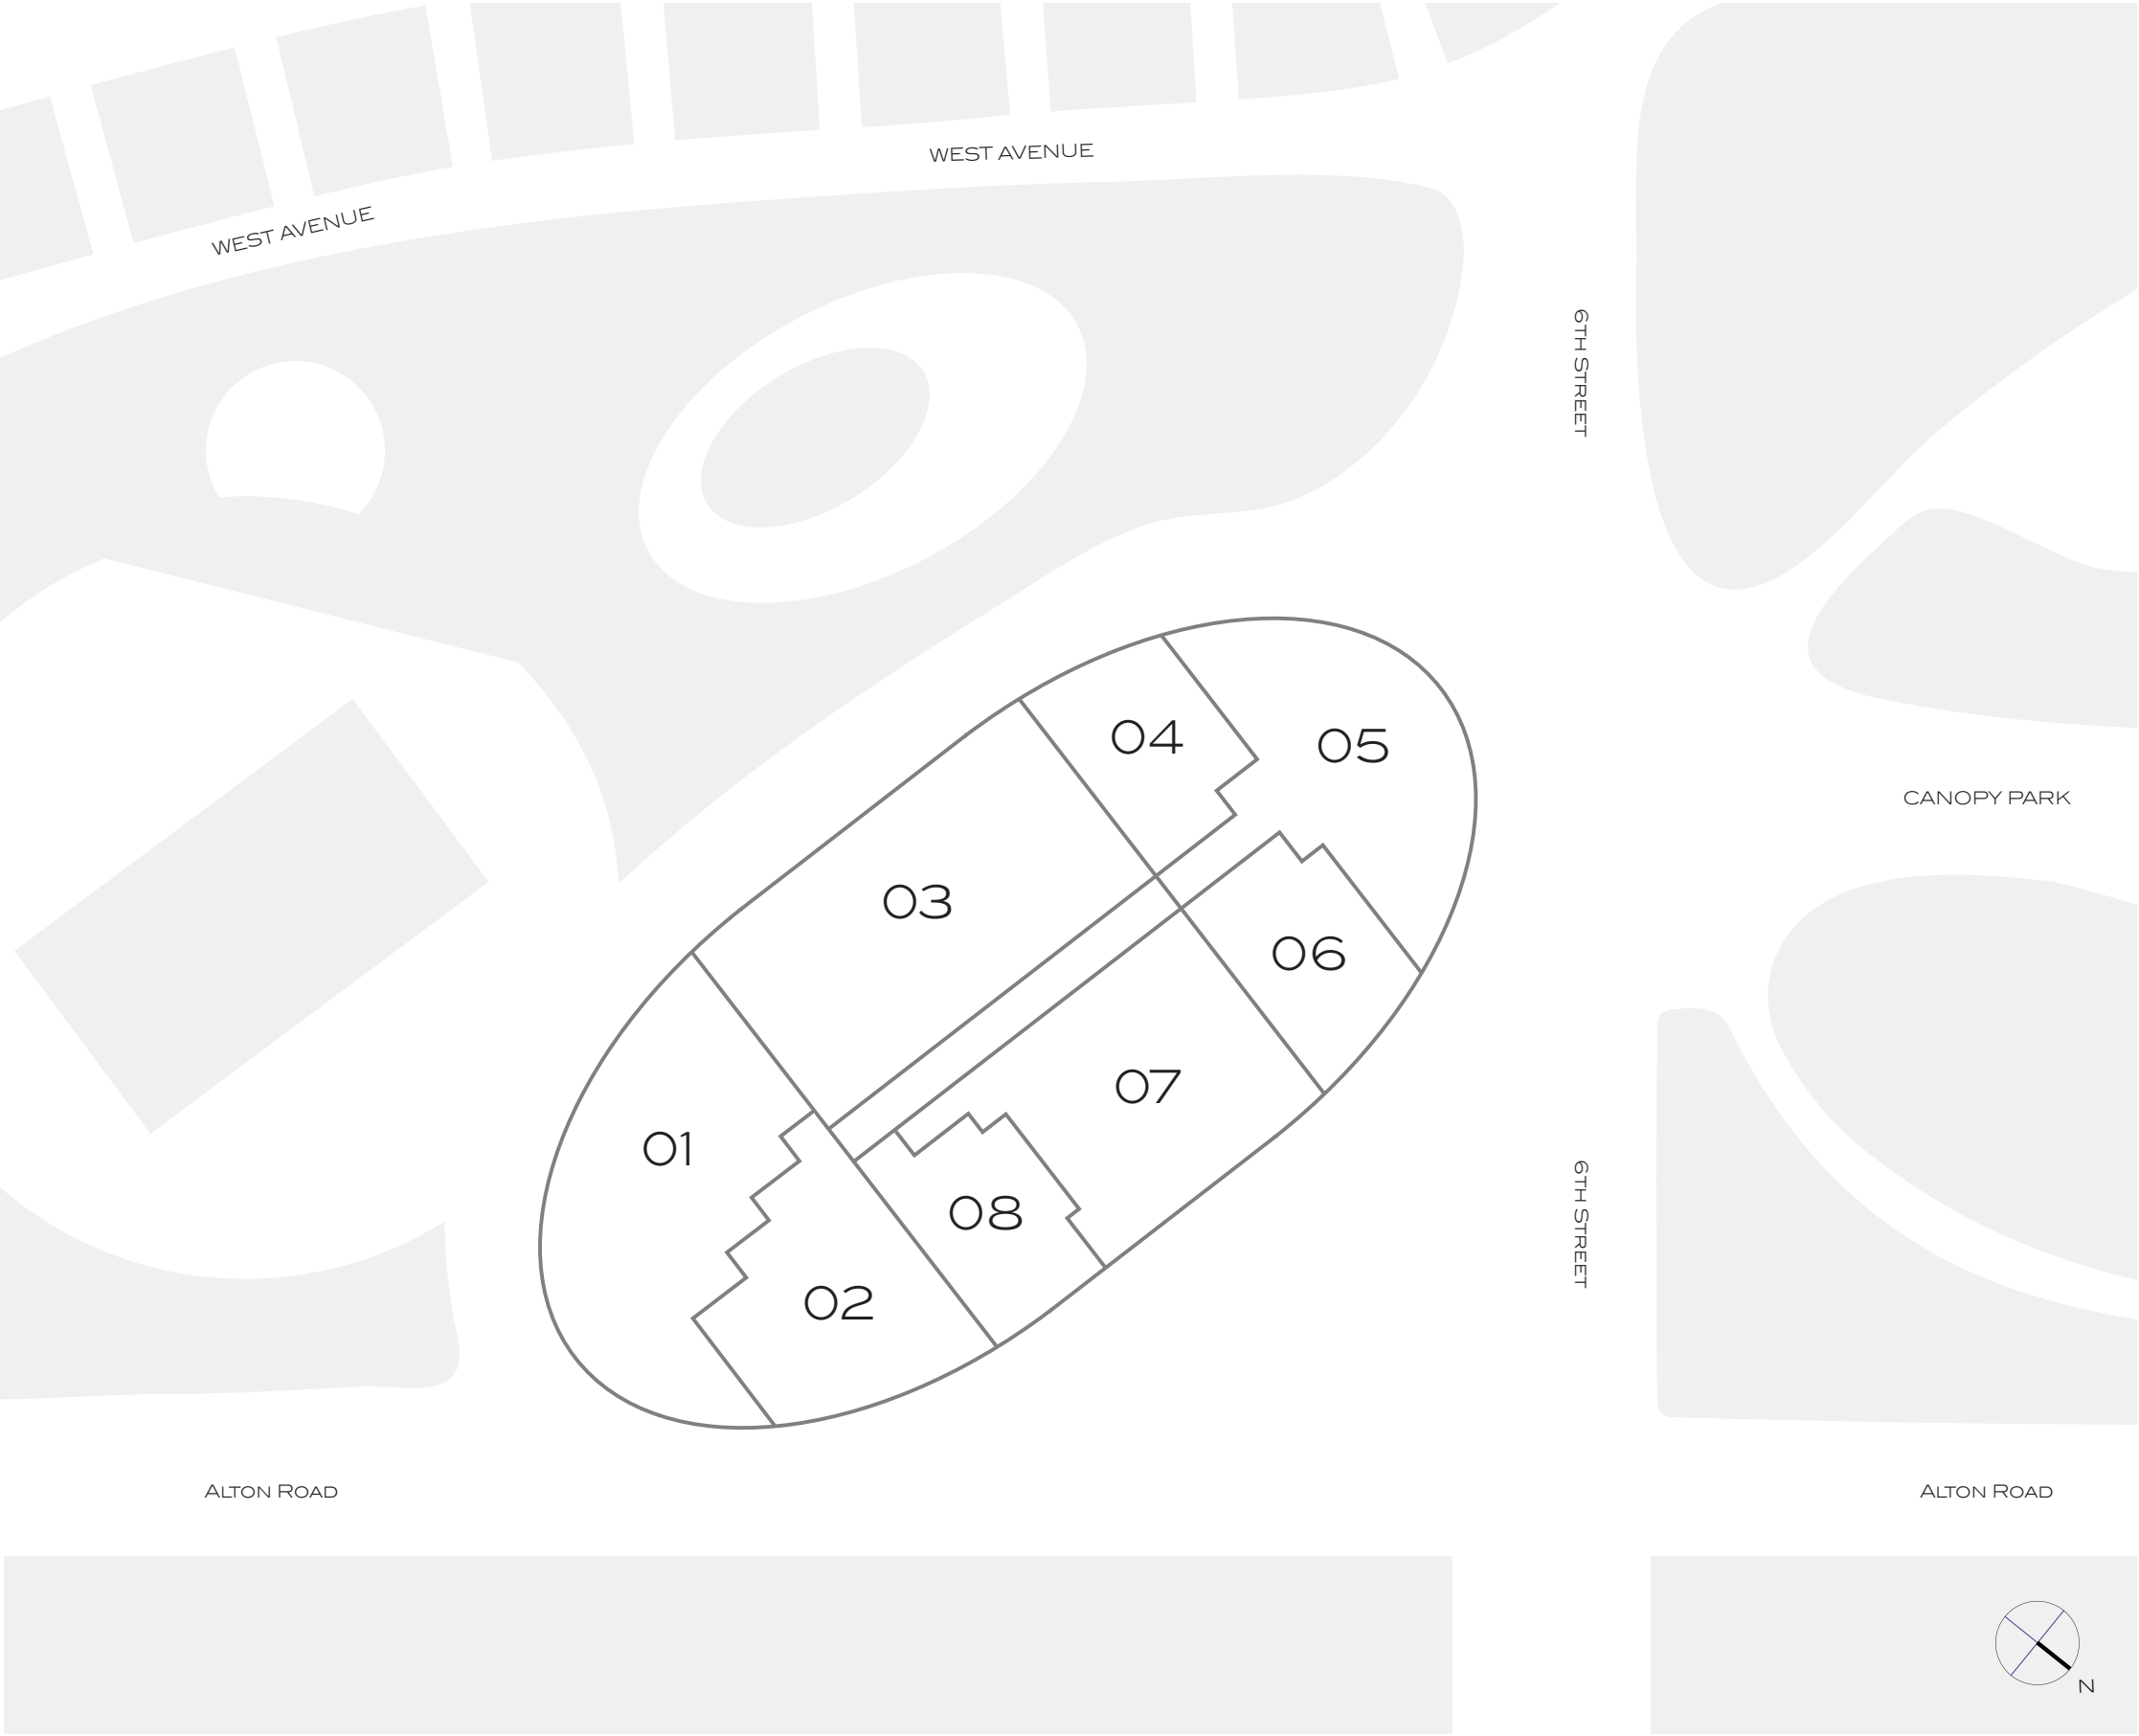 WEST AVENUE
WEST AVENUE
6TH STREET
04
05
CANOPY PARK
03
06
07
01
08
02
6TH STREET
ALTON ROAD
ALTON ROAD
N